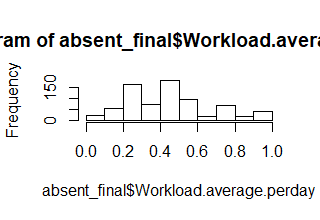 ram of absent_final$Workload.avera
Frequency
150
0
0.0 0.2 0.4 0.6 0.8 1.0
absent_final$Workload.average.perday